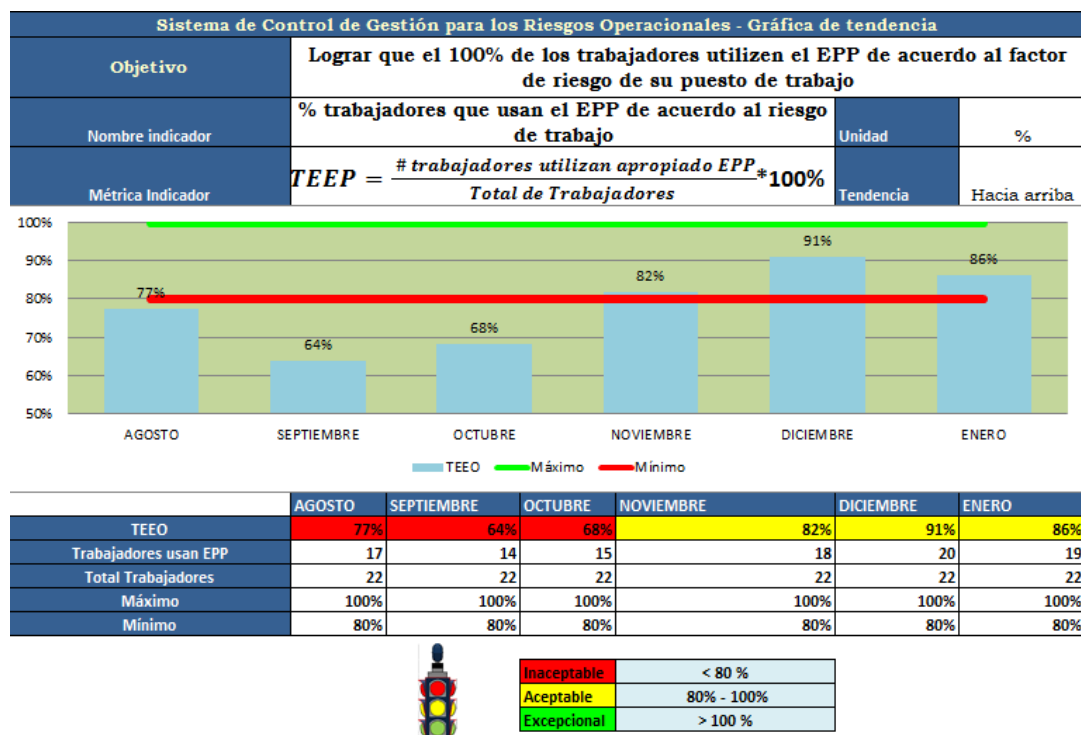 Sistema de Control de Gestión para los Riesgos Operacionales - Gráfica de tendencia
Objetivo
Lograr que el 100% de los trabajadores utilizen el EPP de acuerdo al factor
de riesgo de su puesto de trabajo
Nombre indicador
% trabajadores que usan el EPP de acuerdo al riesgo
de trabajo
Unidad
%
Métrica Indicador
TEEP = # trabajadores utilizan apropiado EPP / Total de Trabajadores *100%
Tendencia
Hacia arriba
100%
90%
80%
70%
60%
50%
77%
64%
68%
82%
91%
86%
AGOSTO SEPTIEMBRE OCTUBRE NOVIEMBRE DICIEMBRE ENERO
TEEO Máximo Mínimo
AGOSTO SEPTIEMBRE OCTUBRE NOVIEMBRE DICIEMBRE ENERO
TEEO 77% 64% 68% 82% 91% 86%
Trabajadores usan EPP 17 14 15 18 20 19
Total Trabajadores 22 22 22 22 22 22
Máximo 100% 100% 100% 100% 100% 100%
Mínimo 80% 80% 80% 80% 80% 80%
Inaceptable < 80 %
Aceptable 80% - 100%
Excepcional > 100 %